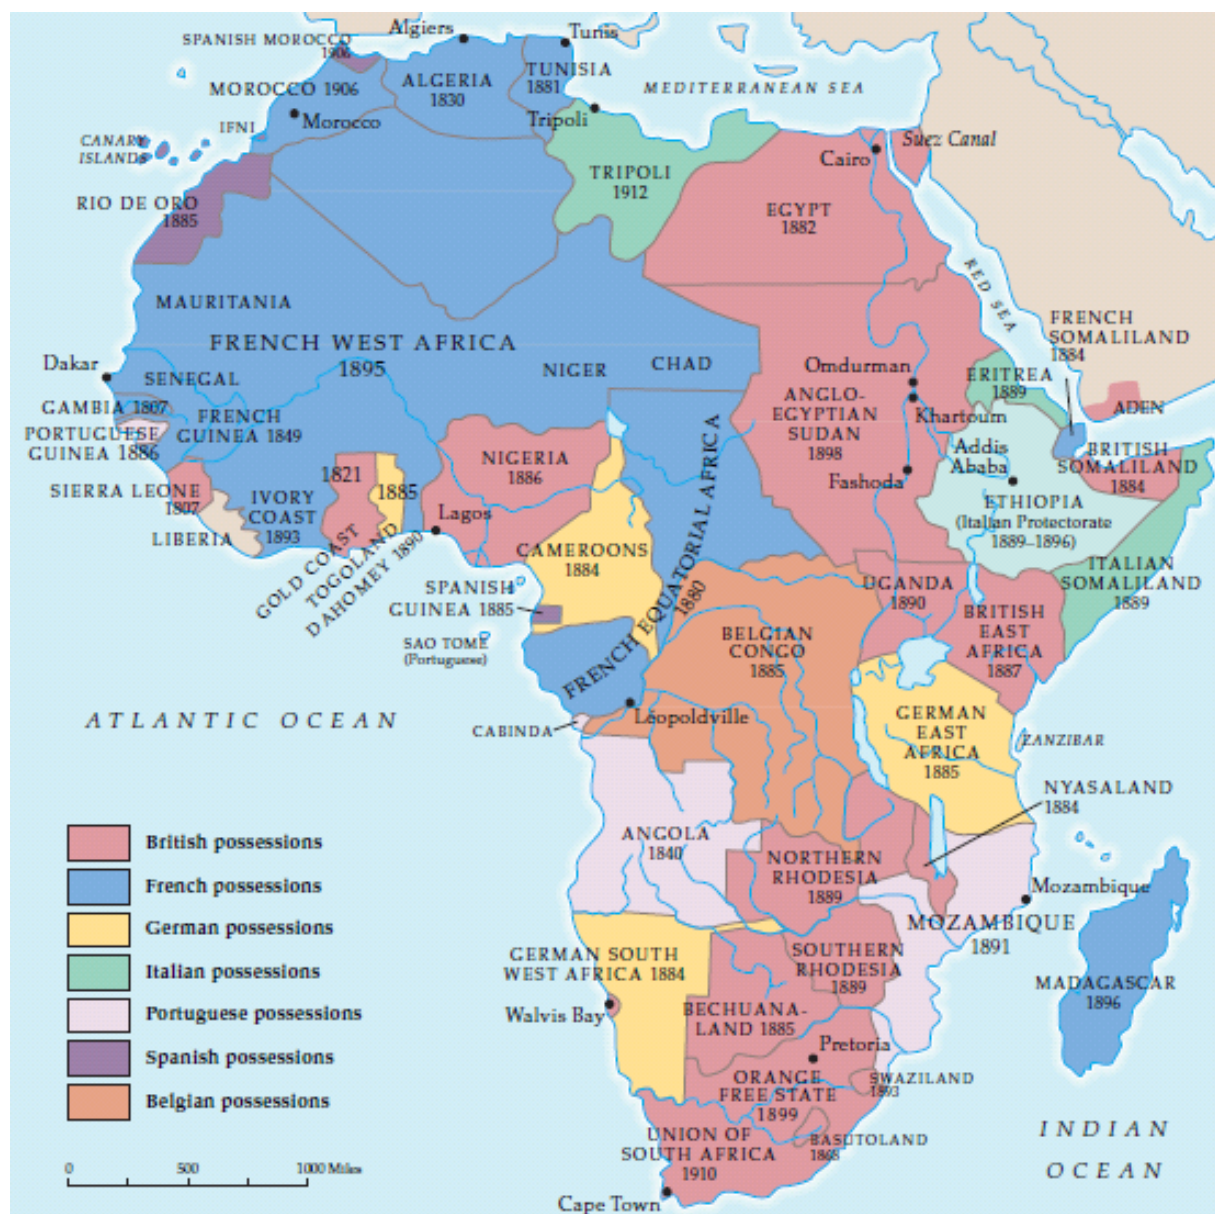 Algiers
Tunis
SPANISH MOROCCO
1906
MOROCCO 1906
ALGERIA
1830
TUNISIA
1881
MEDITERRANEAN SEA
Morocco
Tripoli
IFNI
CANARY
ISLANDS
Suez Canal
Cairo
TRIPOLI
1912
RIO DE ORO
1885
EGYPT
1882
RED SEA
MAURITANIA
FRENCH WEST AFRICA
1895
FRENCH
SOMALILAND
1884
Dakar
SENEGAL
NIGER
CHAD
Omdurman
ERITREA
1889
ADEN
GAMBIA 1807
FRENCH
GUINEA 1849
PORTUGUESE
GUINEA 1886
ANGLO-
EGYPTIAN
SUDAN
1898
Khartoum
Addis
Ababa
BRITISH
SOMALILAND
1884
NIGERIA
1886
1821
1885
Fashoda
SIERRA LEONE
1807
IVORY
COAST
1893
Lagos
ETHIOPIA
(Italian Protectorate
1889–1896)
LIBERIA
GOLD COAST
TOGOLAND
DAHOMEY 1890
CAMEROONS
1884
FRENCH EQUATORIAL AFRICA
1880
UGANDA
1890
ITALIAN
SOMALILAND
1889
SPANISH
GUINEA 1885
SAO TOME
(Portuguese)
BELGIAN
CONGO
1885
BRITISH
EAST
AFRICA
1887
ATLANTIC OCEAN
CABINDA
Léopoldville
GERMAN
EAST
AFRICA
1885
ZANZIBAR
NYASALAND
1884
ANGOLA
1840
NORTHERN
RHODESIA
1889
Mozambique
MOZAMBIQUE
1891
GERMAN SOUTH
WEST AFRICA 1884
SOUTHERN
RHODESIA
1889
MADAGASCAR
1896
Walvis Bay
BECHUANA-
LAND 1885
Pretoria
ORANGE
FREE STATE
1899
SWAZILAND
1893
UNION OF
SOUTH AFRICA
1910
BASUTOLAND
1868
Cape Town
INDIAN
OCEAN
British possessions
French possessions
German possessions
Italian possessions
Portuguese possessions
Spanish possessions
Belgian possessions
0 500 1000 Miles